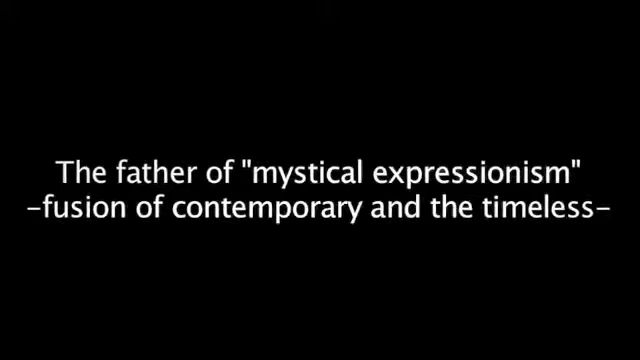 The father of "mystical expressionism"
-fusion of contemporary and the timeless-